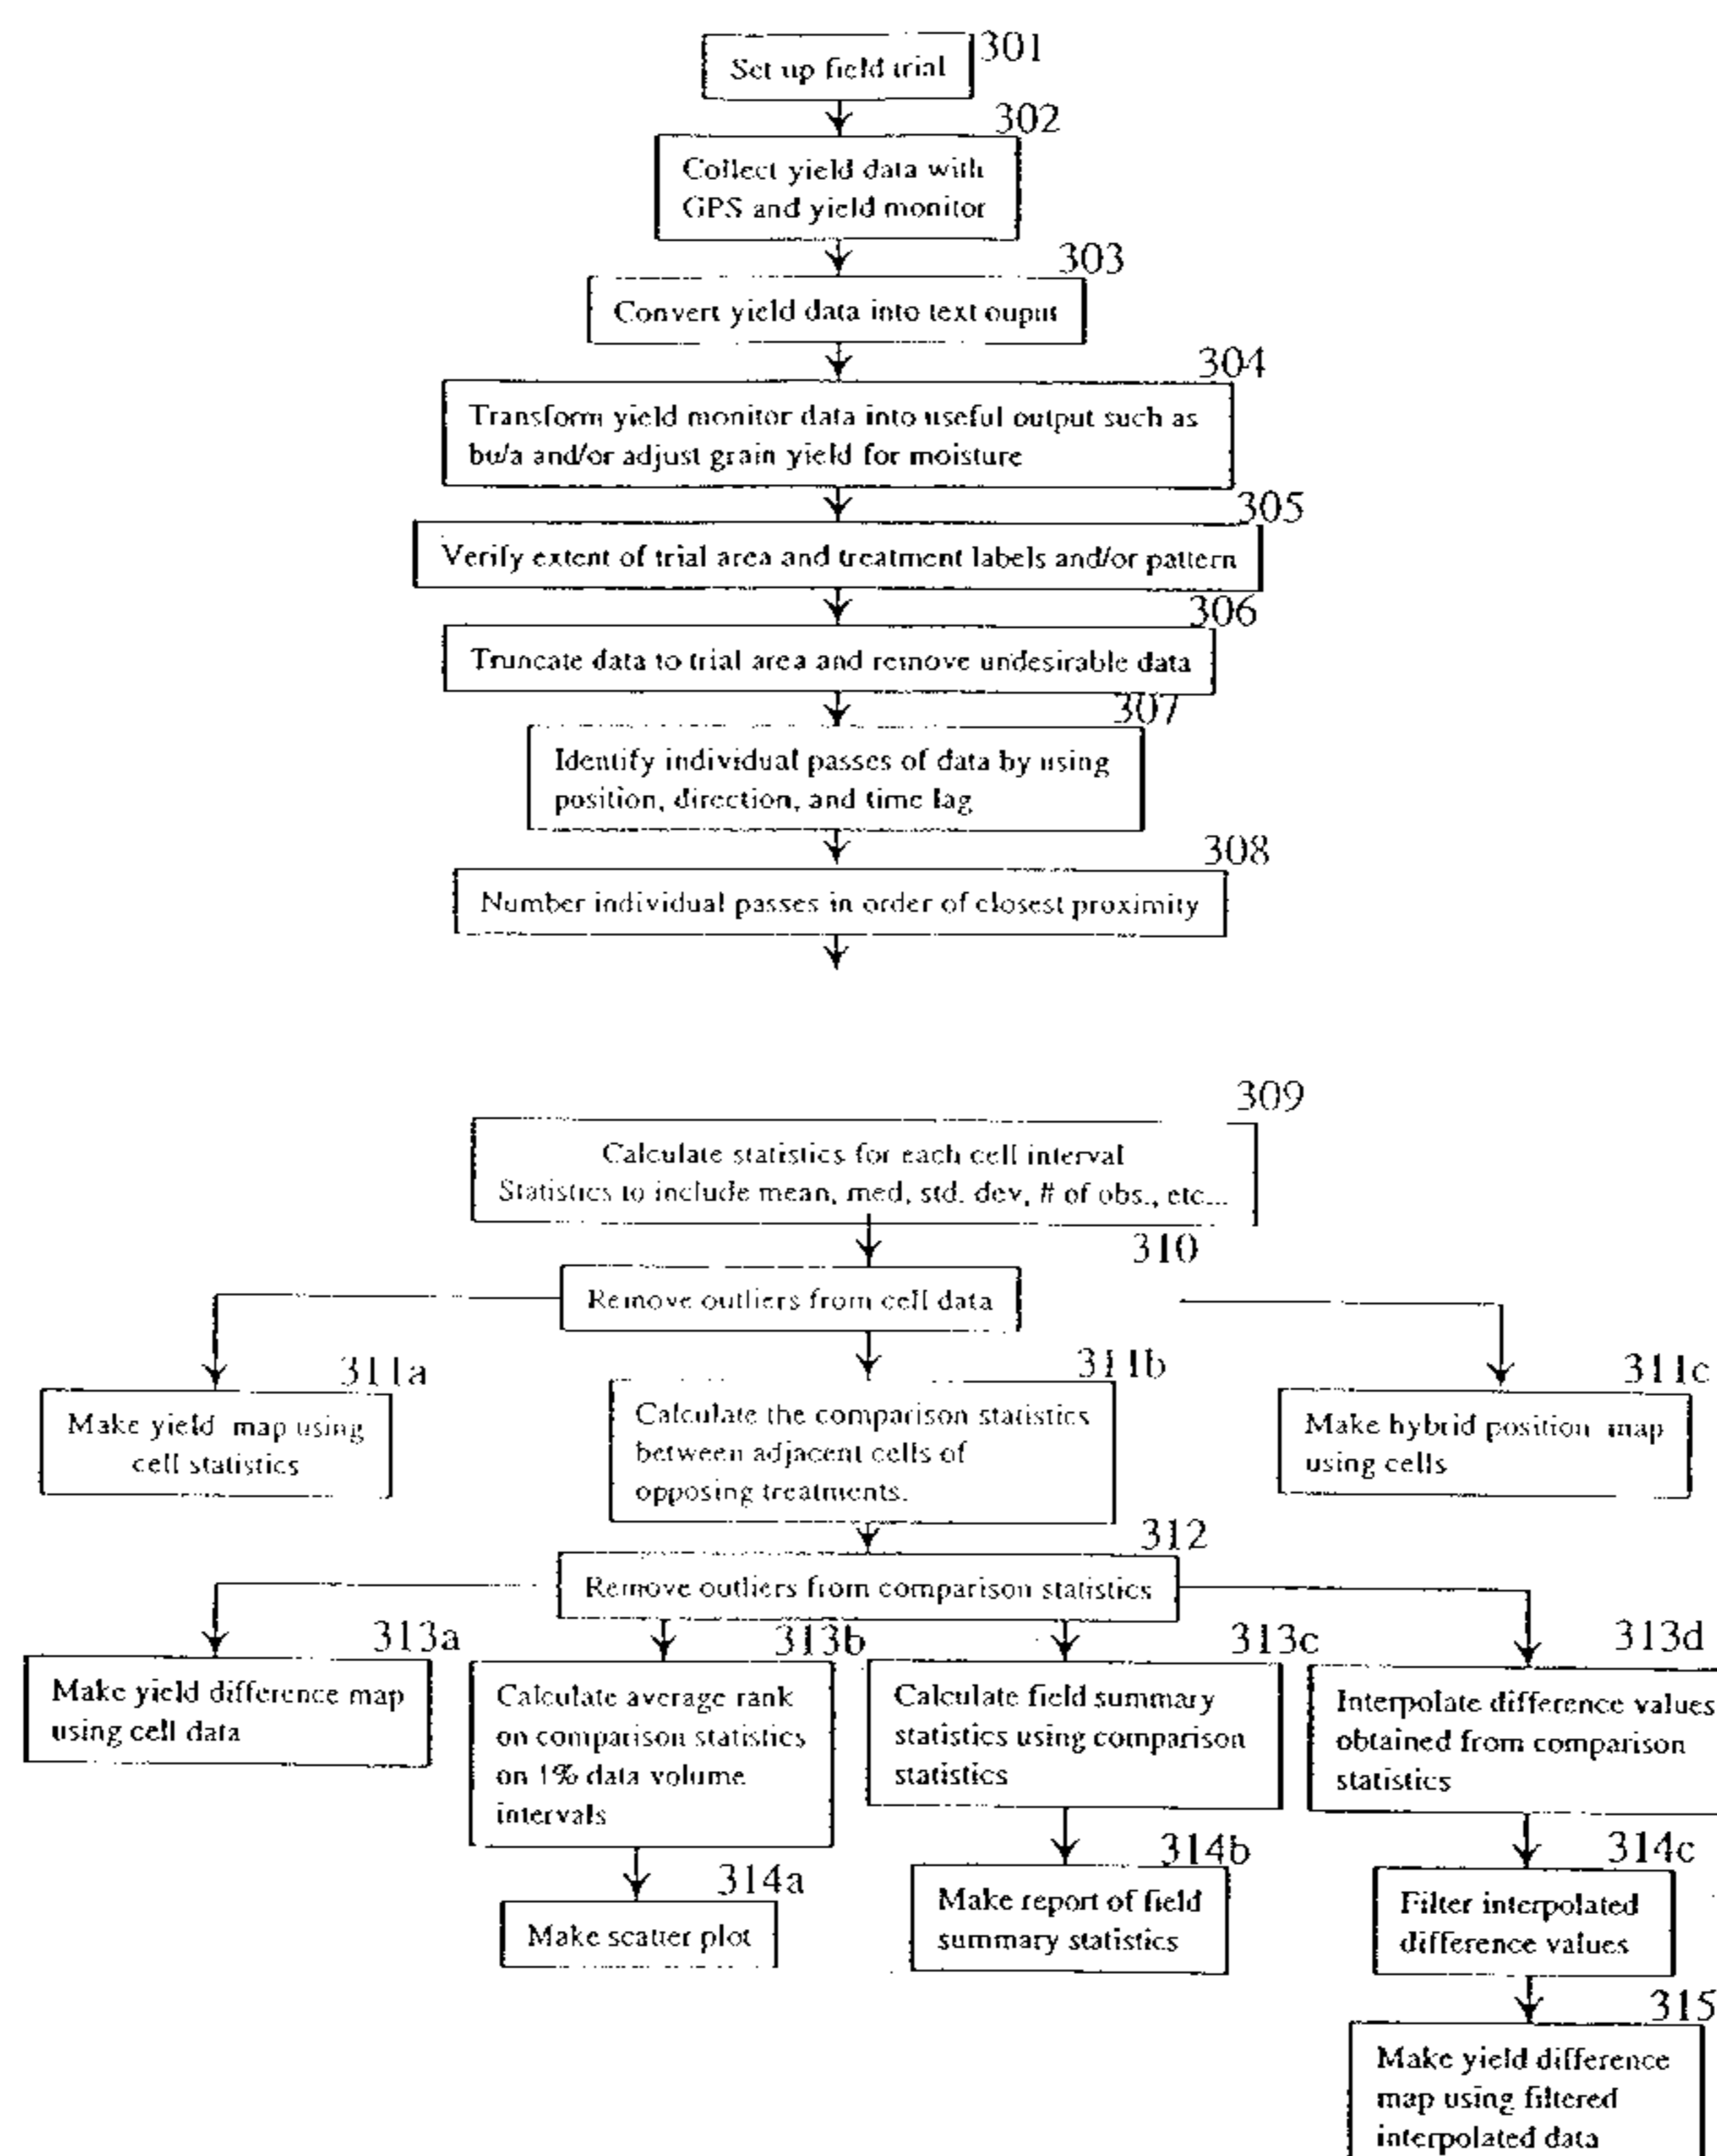 301
Set up field trial
302
Collect yield data with
GPS and yield monitor
303
Convert yield data into text ouput
304
Transform yield monitor data into useful output such as
bu/a and/or adjust grain yield for moisture
305
Verify extent of trial area and treatment labels and/or pattern
306
Truncate data to trial area and remove undesirable data
307
Identify individual passes of data by using
position, direction, and time lag
308
Number individual passes in order of closest proximity
309
Calculate statistics for each cell interval
Statistics to include mean, med, std. dev, # of obs., etc...
310
Remove outliers from cell data
311a
Make yield map using
cell statistics
311b
Calculate the comparison statistics
between adjacent cells of
opposing treatments.
311c
Make hybrid position map
using cells
312
Remove outliers from comparison statistics
313a
Make yield difference map
using cell data
313b
Calculate average rank
on comparison statistics
on 1% data volume
intervals
313c
Calculate field summary
statistics using comparison
statistics
313d
Interpolate difference values
obtained from comparison
statistics
314a
Make scatter plot
314b
Make report of field
summary statistics
314c
Filter interpolated
difference values
315
Make yield difference
map using filtered
interpolated data